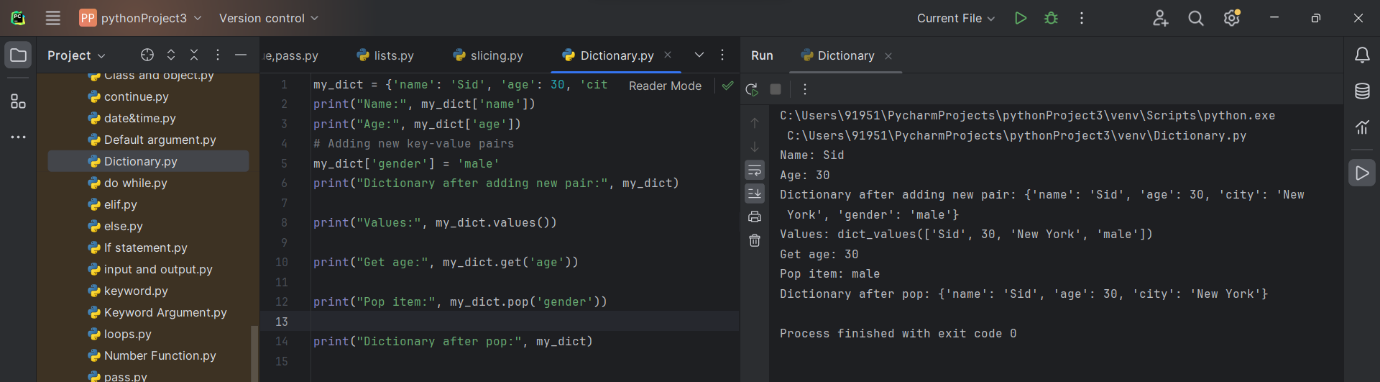 PC
PP pythonProject3
Version control
Current File
Project
Class and object.py
continue.py
date&time.py
Default argument.py
Dictionary.py
do while.py
elif.py
else.py
If statement.py
input and output.py
keyword.py
Keyword Argument.py
loops.py
Number Function.py
pass.py
ue,pass.py
lists.py
slicing.py
Dictionary.py
Reader Mode
1 my_dict = {'name': 'Sid', 'age': 30, 'cit
2 print("Name:", my_dict['name'])
3 print("Age:", my_dict['age'])
4 # Adding new key-value pairs
5 my_dict['gender'] = 'male'
6 print("Dictionary after adding new pair:", my_dict)
7
8 print("Values:", my_dict.values())
9
10 print("Get age:", my_dict.get('age'))
11
12 print("Pop item:", my_dict.pop('gender'))
13
14 print("Dictionary after pop:", my_dict)
15
Run
Dictionary
C:\Users\91951\PycharmProjects\pythonProject3\venv\Scripts\python.exe
C:\Users\91951\PycharmProjects\pythonProject3\venv\Dictionary.py
Name: Sid
Age: 30
Dictionary after adding new pair: {'name': 'Sid', 'age': 30, 'city': 'New
York', 'gender': 'male'}
Values: dict_values(['Sid', 30, 'New York', 'male'])
Get age: 30
Pop item: male
Dictionary after pop: {'name': 'Sid', 'age': 30, 'city': 'New York'}
Process finished with exit code 0